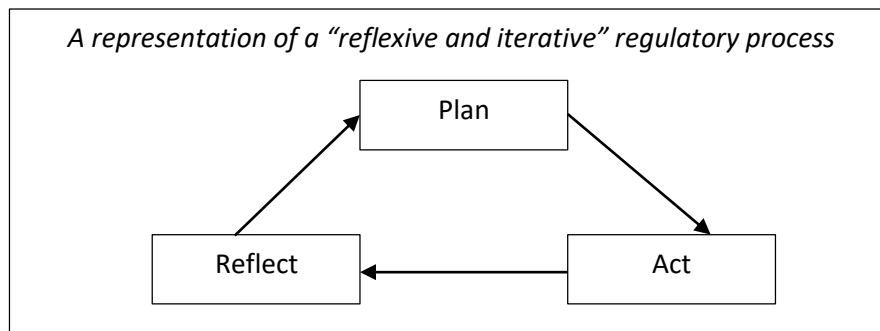 A representation of a “reflexive and iterative” regulatory process
Plan
Reflect
Act